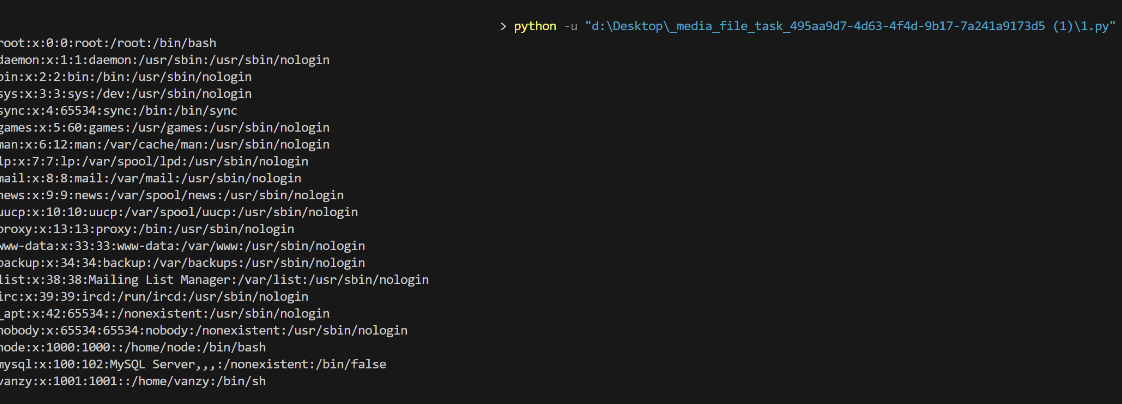 > python -u "d:\Desktop\_media_file_task_495aa9d7-4d63-4f4d-9b17-7a241a9173d5 (1)\1.py"
root:x:0:0:root:/root:/bin/bash
daemon:x:1:1:daemon:/usr/sbin:/usr/sbin/nologin
bin:x:2:2:bin:/bin:/usr/sbin/nologin
sys:x:3:3:sys:/dev:/usr/sbin/nologin
sync:x:4:65534:sync:/bin:/bin/sync
games:x:5:60:games:/usr/games:/usr/sbin/nologin
man:x:6:12:man:/var/cache/man:/usr/sbin/nologin
lp:x:7:7:lp:/var/spool/lpd:/usr/sbin/nologin
mail:x:8:8:mail:/var/mail:/usr/sbin/nologin
news:x:9:9:news:/var/spool/news:/usr/sbin/nologin
uucp:x:10:10:uucp:/var/spool/uucp:/usr/sbin/nologin
proxy:x:13:13:proxy:/bin:/usr/sbin/nologin
www-data:x:33:33:www-data:/var/www:/usr/sbin/nologin
backup:x:34:34:backup:/var/backups:/usr/sbin/nologin
list:x:38:38:Mailing List Manager:/var/list:/usr/sbin/nologin
irc:x:39:39:ircd:/run/ircd:/usr/sbin/nologin
_apt:x:42:65534::/nonexistent:/usr/sbin/nologin
nobody:x:65534:65534:nobody:/nonexistent:/usr/sbin/nologin
node:x:1000:1000::/home/node:/bin/bash
mysql:x:100:102:MySQL Server,,,:/nonexistent:/bin/false
vanzy:x:1001:1001::/home/vanzy:/bin/sh